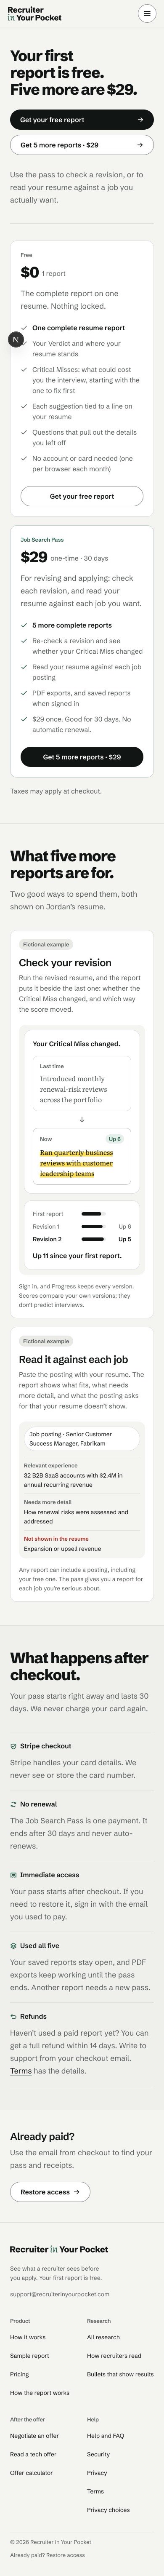 Recruiter
in Your Pocket
Your first
report is free.
Five more are $29.
Get your free report →
Get 5 more reports · $29 →
Use the pass to check a revision, or to
read your resume against a job you
actually want.
Free
$0 1 report
The complete report on one
resume. Nothing locked.
One complete resume report
N
Your Verdict and where your
resume stands
Critical Misses: what could cost
you the interview, starting with the
one to fix first
Each suggestion tied to a line on
your resume
Questions that pull out the details
you left off
No account or card needed (one
per browser each month)
Get your free report
Job Search Pass
$29 one-time · 30 days
For revising and applying: check
each revision, and read your
resume against each job you want.
5 more complete reports
Re-check a revision and see
whether your Critical Miss changed
Read your resume against each job
posting
PDF exports, and saved reports
when signed in
$29 once. Good for 30 days. No
automatic renewal.
Get 5 more reports · $29
Taxes may apply at checkout.
What five more
reports are for.
Two good ways to spend them, both
shown on Jordan's resume.
Fictional example
Check your revision
Run the revised resume, and the report
puts it beside the last one: whether the
Critical Miss changed, and which way
the score moved.
Your Critical Miss changed.
Last time
Introduced monthly
renewal-risk reviews
across the portfolio
↓
Now Up 6
Ran quarterly business
reviews with customer
leadership teams
First report
Revision 1 Up 6
Revision 2 Up 5
Up 11 since your first report.
Sign in, and Progress keeps every version.
Scores compare your own versions; they
don't predict interviews.
Fictional example
Read it against each job
Paste the posting with your resume. The
report shows what fits, what needs
more detail, and what the posting asks
for that your resume doesn't show.
Job posting · Senior Customer
Success Manager, Fabrikam
Relevant experience
32 B2B SaaS accounts with $2.4M in
annual recurring revenue
Needs more detail
How renewal risks were assessed and
addressed
Not shown in the resume
Expansion or upsell revenue
Any report can include a posting, including
your free one. The pass gives you a report for
each job you're serious about.
What happens after
checkout.
Your pass starts right away and lasts 30
days. We never charge your card again.
Stripe checkout
Stripe handles your card details. We
never see or store the card number.
No renewal
The Job Search Pass is one payment. It
ends after 30 days and never auto-
renews.
Immediate access
Your pass starts after checkout. If you
need to restore it, sign in with the email
you used to pay.
Used all five
Your saved reports stay open, and PDF
exports keep working until the pass
ends. Another report needs a new pass.
Refunds
Haven't used a paid report yet? You can
get a full refund within 14 days. Write to
support from your checkout email.
Terms has the details.
Already paid?
Use the email from checkout to find your
pass and receipts.
Restore access →
Recruiter in Your Pocket
See what a recruiter sees before
you apply. Your first report is free.
support@recruiterinyourpocket.com
Product
How it works
Sample report
Pricing
How the report works
Research
All research
How recruiters read
Bullets that show results
After the offer
Negotiate an offer
Read a tech offer
Offer calculator
Help
Help and FAQ
Security
Privacy
Terms
Privacy choices
© 2026 Recruiter in Your Pocket
Already paid? Restore access